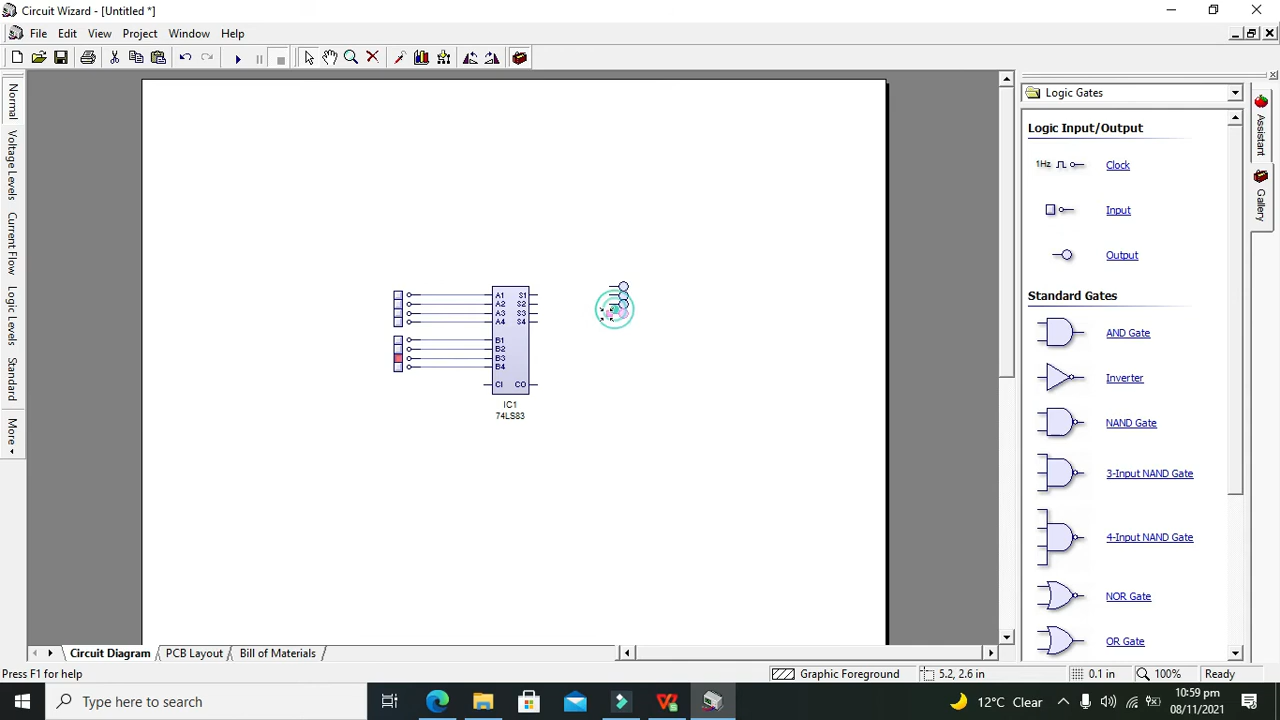 Circuit Wizard - [Untitled *]
File Edit View Project Window Help
Normal
Voltage Levels
Current Flow
Logic Levels
Standard
More
A1 S1
A2 S2
A3 S3
A4 S4
B1
B2
B3
B4
CI CO
IC1
74LS83
Logic Gates
Logic Input/Output
1Hz Clock
Input
Output
Standard Gates
AND Gate
Inverter
NAND Gate
3-Input NAND Gate
4-Input NAND Gate
NOR Gate
OR Gate
Assistant
Gallery
Circuit Diagram PCB Layout Bill of Materials
Press F1 for help Graphic Foreground 5.2, 2.6 in 0.1 in 100% Ready
Type here to search 12°C Clear 10:59 pm
08/11/2021